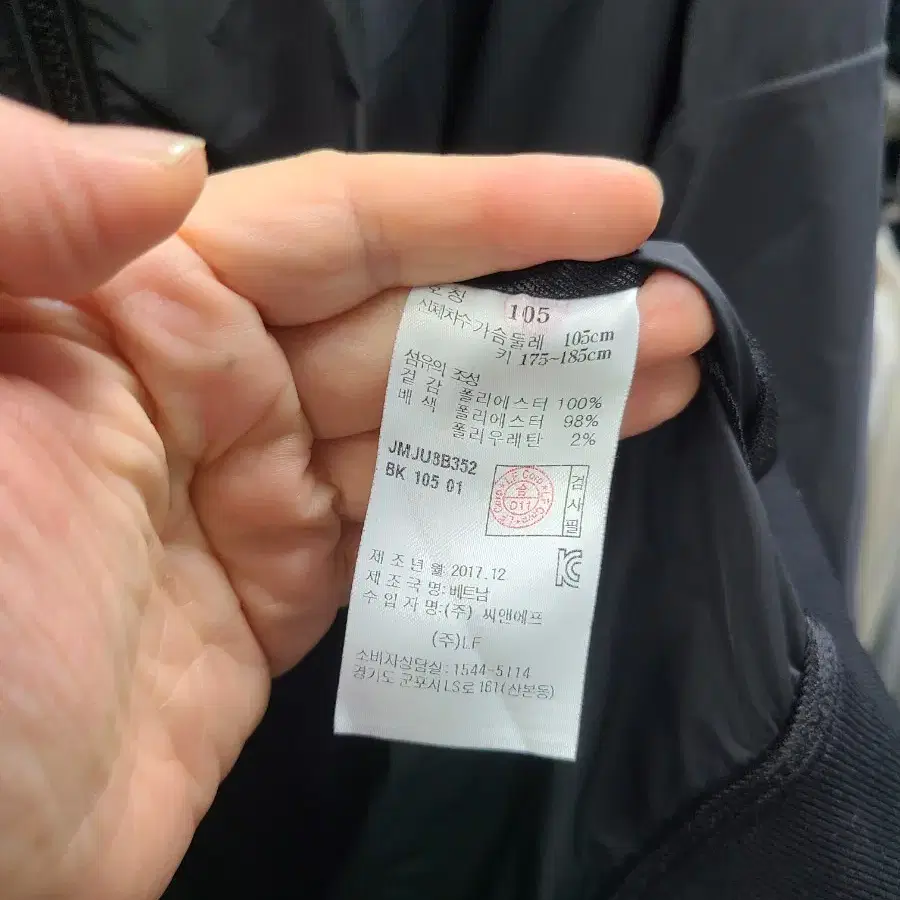 호칭 105
신체치수 가슴둘레 105cm
키 175~185cm
섬유의 조성
겉감 폴리에스터 100%
배색 폴리에스터 98%
폴리우레탄 2%
JMJU8B352
BK 105 01
LF Corp
011
검사필
제조년월 2017.12
제조국명: 베트남
수입자명:(주) 씨앤에프
(주)LF
소비자상담실: 1544-5114
경기도 군포시 LS로 161(산본동)